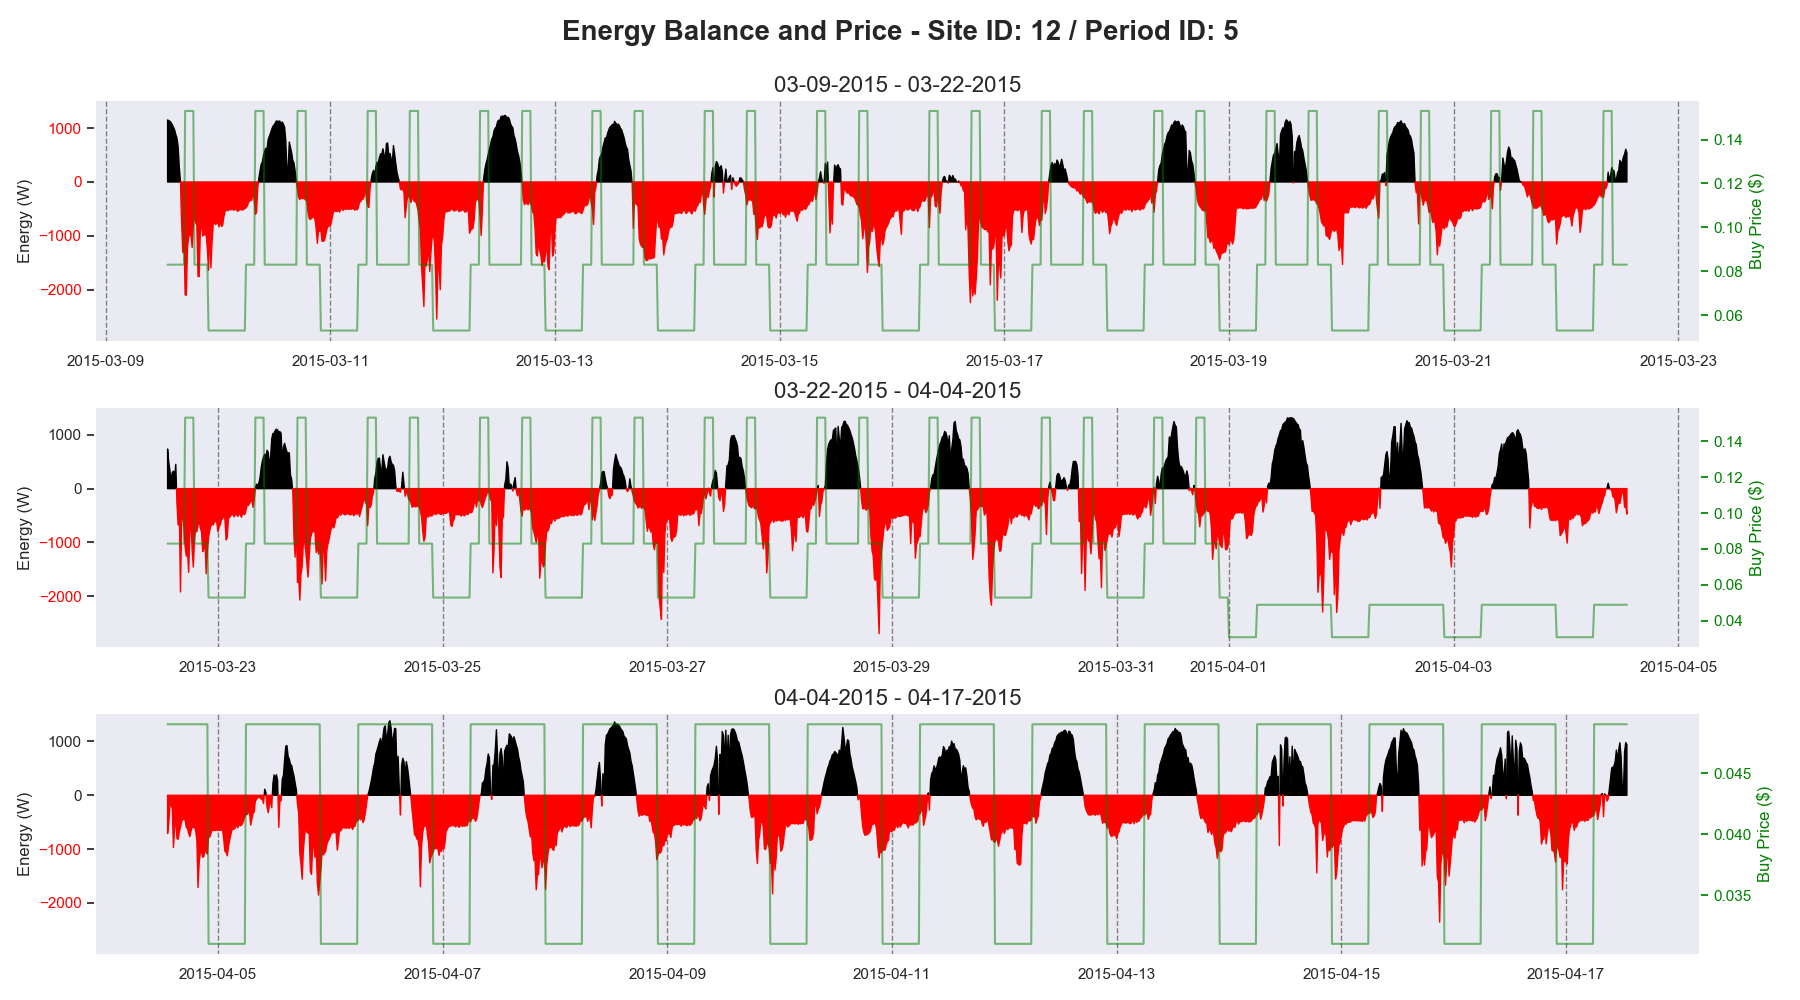 Energy Balance and Price - Site ID: 12 / Period ID: 5
03-09-2015 - 03-22-2015
1000
0
−1000
−2000
Energy (W)
0.14
0.12
0.10
0.08
0.06
Buy Price ($)
2015-03-09 2015-03-11 2015-03-13 2015-03-15 2015-03-17 2015-03-19 2015-03-21 2015-03-23
03-22-2015 - 04-04-2015
1000
0
−1000
−2000
Energy (W)
0.14
0.12
0.10
0.08
0.06
0.04
Buy Price ($)
2015-03-23 2015-03-25 2015-03-27 2015-03-29 2015-03-31 2015-04-01 2015-04-03 2015-04-05
04-04-2015 - 04-17-2015
1000
0
−1000
−2000
Energy (W)
0.045
0.040
0.035
Buy Price ($)
2015-04-05 2015-04-07 2015-04-09 2015-04-11 2015-04-13 2015-04-15 2015-04-17